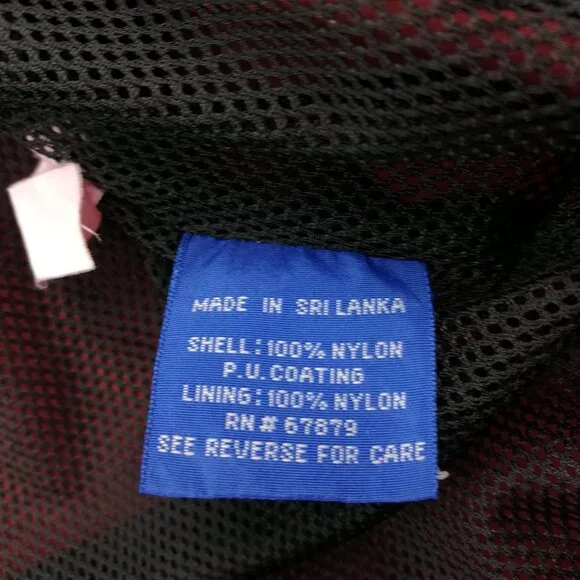 MADE IN SRI LANKA
SHELL: 100% NYLON
P.U. COATING
LINING: 100% NYLON
RN# 67879
SEE REVERSE FOR CARE